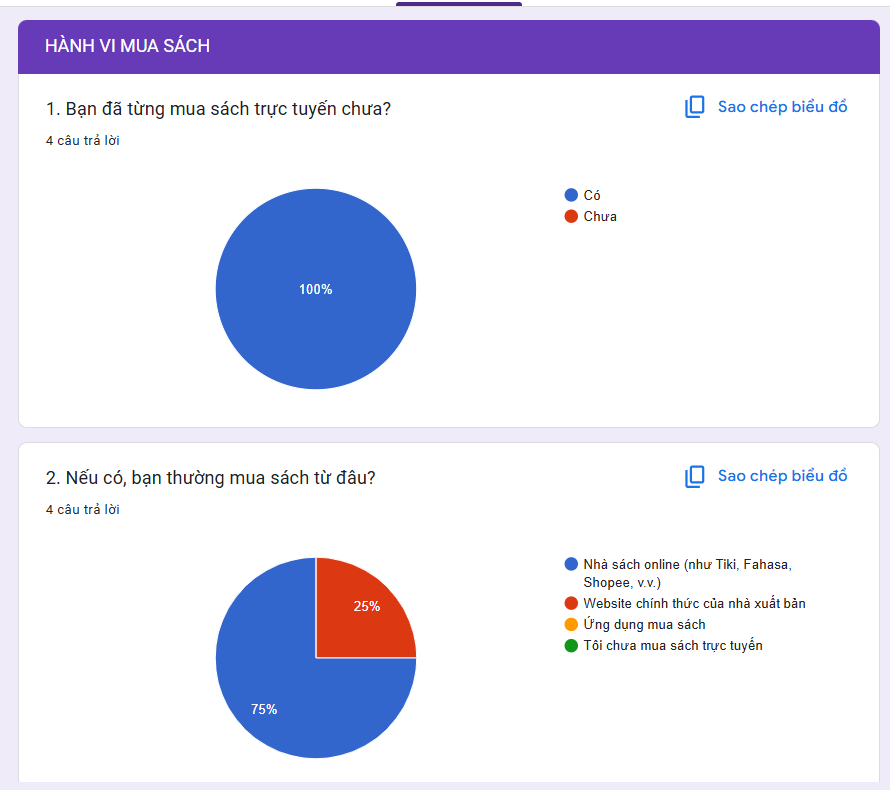 HÀNH VI MUA SÁCH
1. Bạn đã từng mua sách trực tuyến chưa?
Sao chép biểu đồ
4 câu trả lời
Có
Chưa
100%
2. Nếu có, bạn thường mua sách từ đâu?
Sao chép biểu đồ
4 câu trả lời
Nhà sách online (như Tiki, Fahasa,
Shopee, v.v.)
Website chính thức của nhà xuất bản
Ứng dụng mua sách
Tôi chưa mua sách trực tuyến
25%
75%